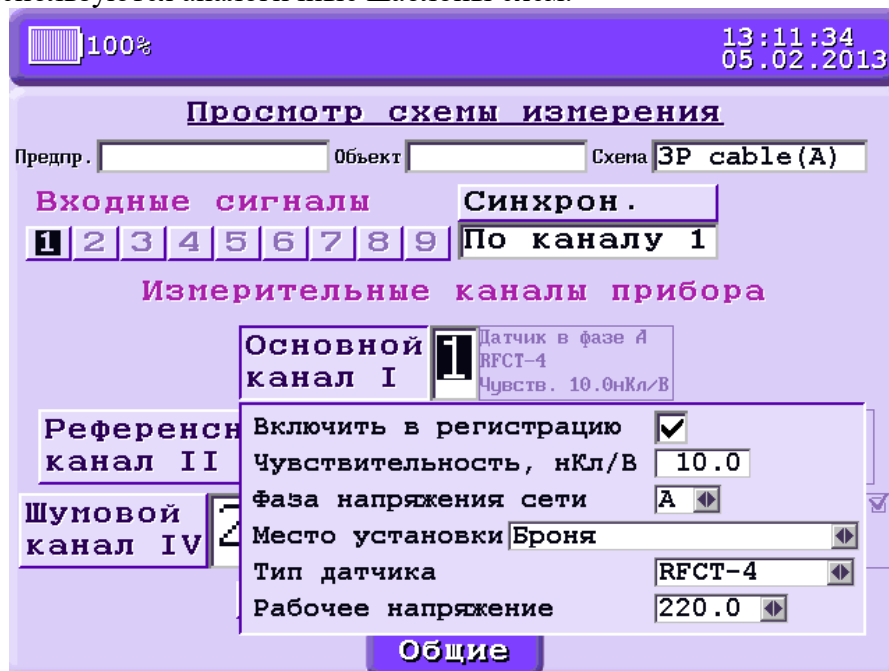 100%
13:11:34
05.02.2013
Просмотр схемы измерения
Предпр.
Объект
Схема 3P cable(A)
Входные сигналы
Синхрон.
1 2 3 4 5 6 7 8 9
По каналу 1
Измерительные каналы прибора
Основной канал I
1
Датчик в фазе A
RFCT-4
Чувств. 10.0нКл/В
Референсн
канал II
Шумовой
канал IV
Включить в регистрацию
Чувствительность, нКл/В 10.0
Фаза напряжения сети A
Место установки Броня
Тип датчика RFCT-4
Рабочее напряжение 220.0
Общие